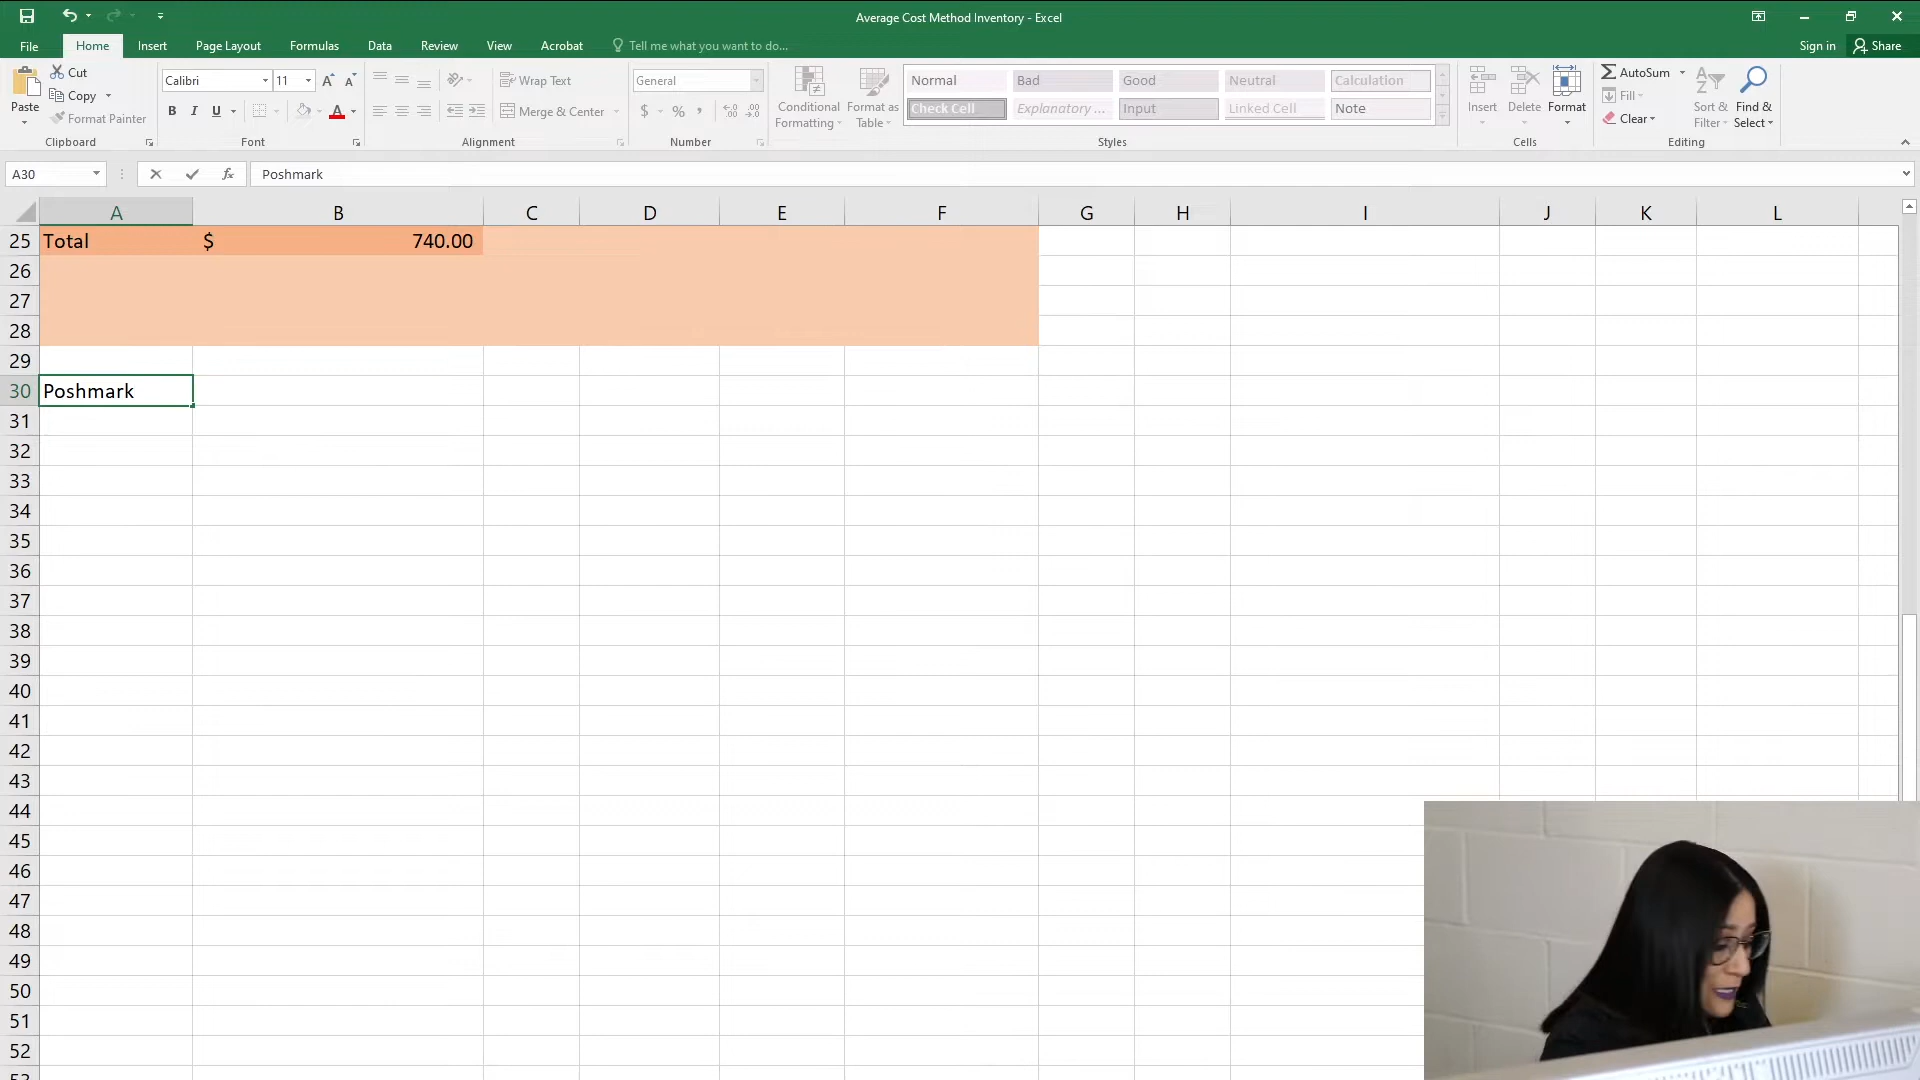 Average Cost Method Inventory - Excel
File Home Insert Page Layout Formulas Data Review View Acrobat Tell me what you want to do... Sign in Share
Paste
Cut
Copy
Format Painter
Clipboard
Calibri 11
B I U
Font
Wrap Text
Merge & Center
Alignment
General
$ % ,
Number
Conditional Formatting
Format as Table
Normal Bad Good Neutral Calculation
Check Cell Explanatory ... Input Linked Cell Note
Styles
Insert Delete Format
Cells
AutoSum
Fill
Clear
Sort & Filter
Find & Select
Editing
A30 fx Poshmark
A B C D E F G H I J K L
25 Total $ 740.00
26
27
28
29
30 Poshmark
31
32
33
34
35
36
37
38
39
40
41
42
43
44
45
46
47
48
49
50
51
52
53